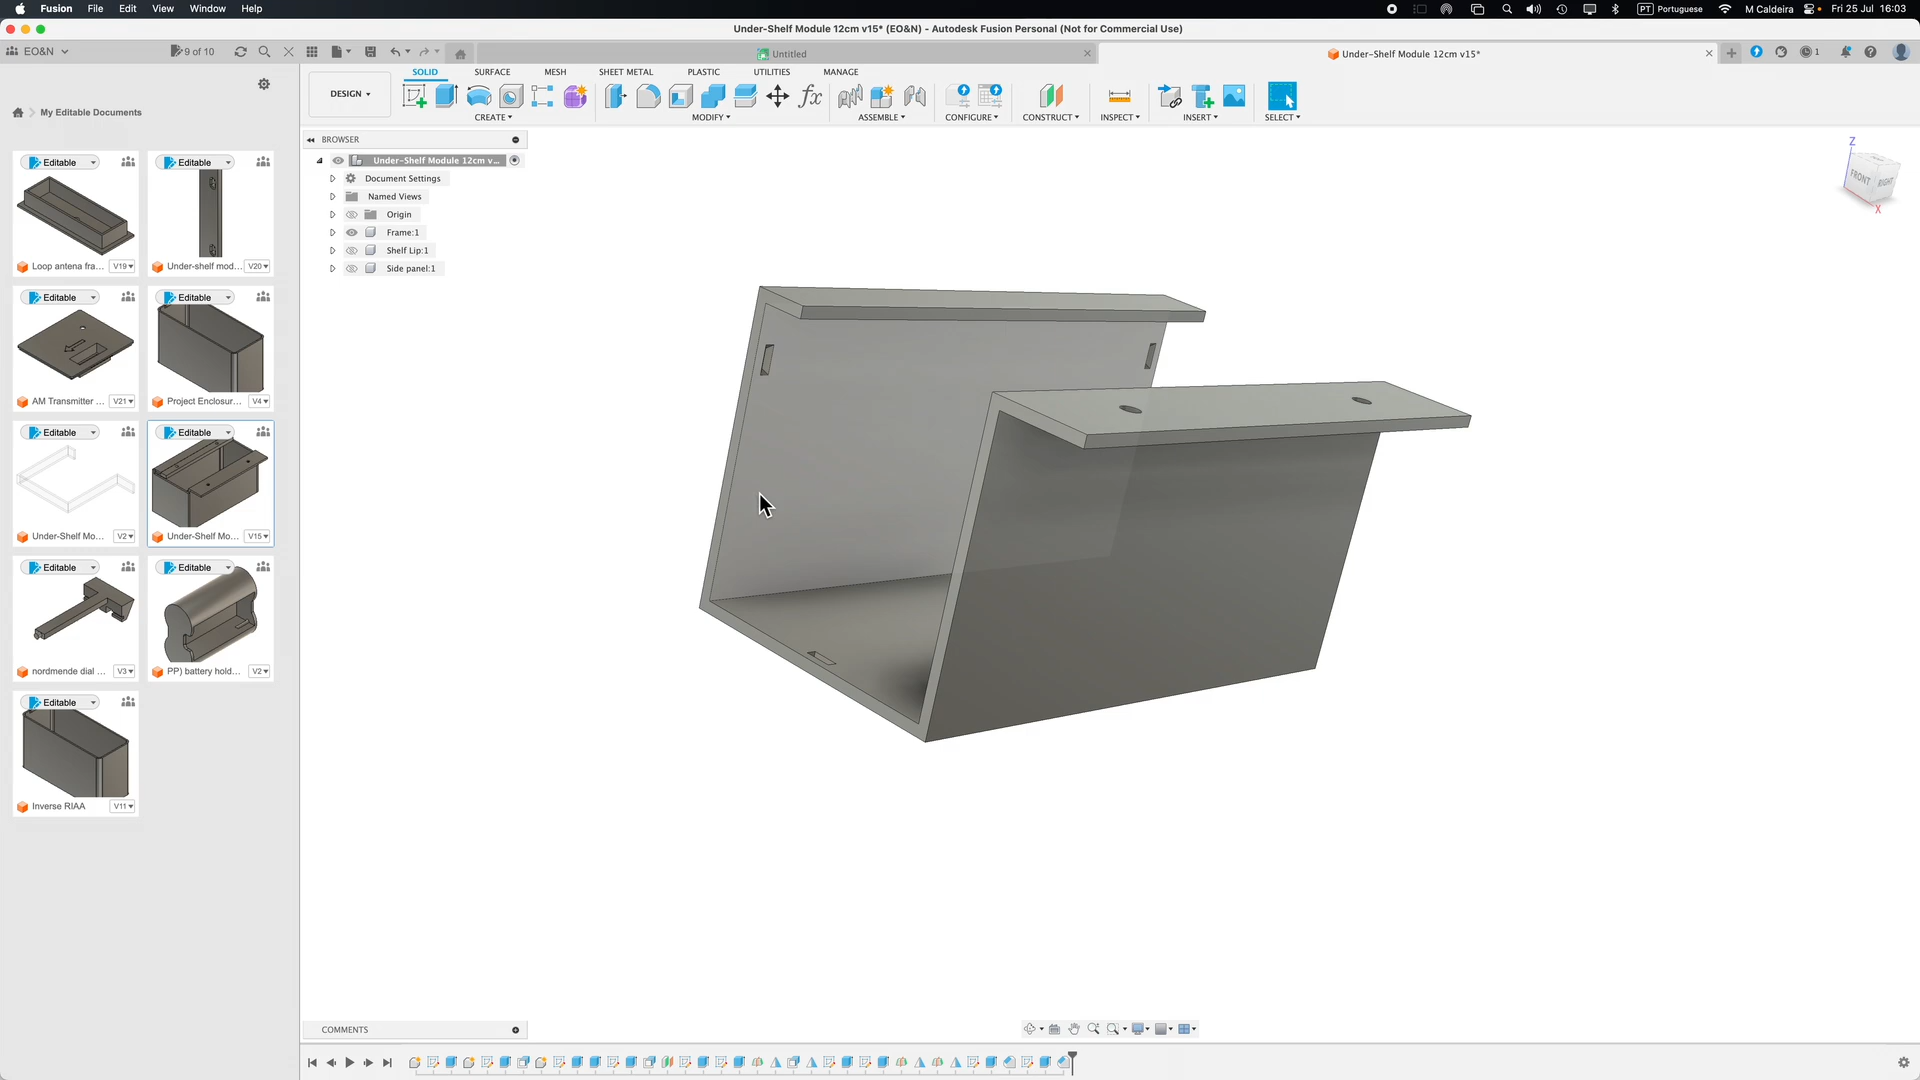 Fusion File Edit View Window Help PT Portuguese M Caldeira Fri 25 Jul 16:03
Under-Shelf Module 12cm v15* (EO&N) - Autodesk Fusion Personal (Not for Commercial Use)
EO&N 9 of 10 Untitled Under-Shelf Module 12cm v15* 1
SOLID SURFACE MESH SHEET METAL PLASTIC UTILITIES MANAGE
DESIGN
CREATE MODIFY ASSEMBLE CONFIGURE CONSTRUCT INSPECT INSERT SELECT
My Editable Documents
BROWSER
Under-Shelf Module 12cm v...
Document Settings
Named Views
Origin
Frame:1
Shelf Lip:1
Side panel:1
Z
FRONT RIGHT
X
Editable Editable
Loop antena fra... V19 Under-shelf mod... V20
Editable Editable
AM Transmitter ... V21 Project Enclosur... V4
Editable Editable
Under-Shelf Mo... V2 Under-Shelf Mo... V15
Editable Editable
nordmende dial ... V3 PP) battery hold... V2
Editable
Inverse RIAA V11
COMMENTS